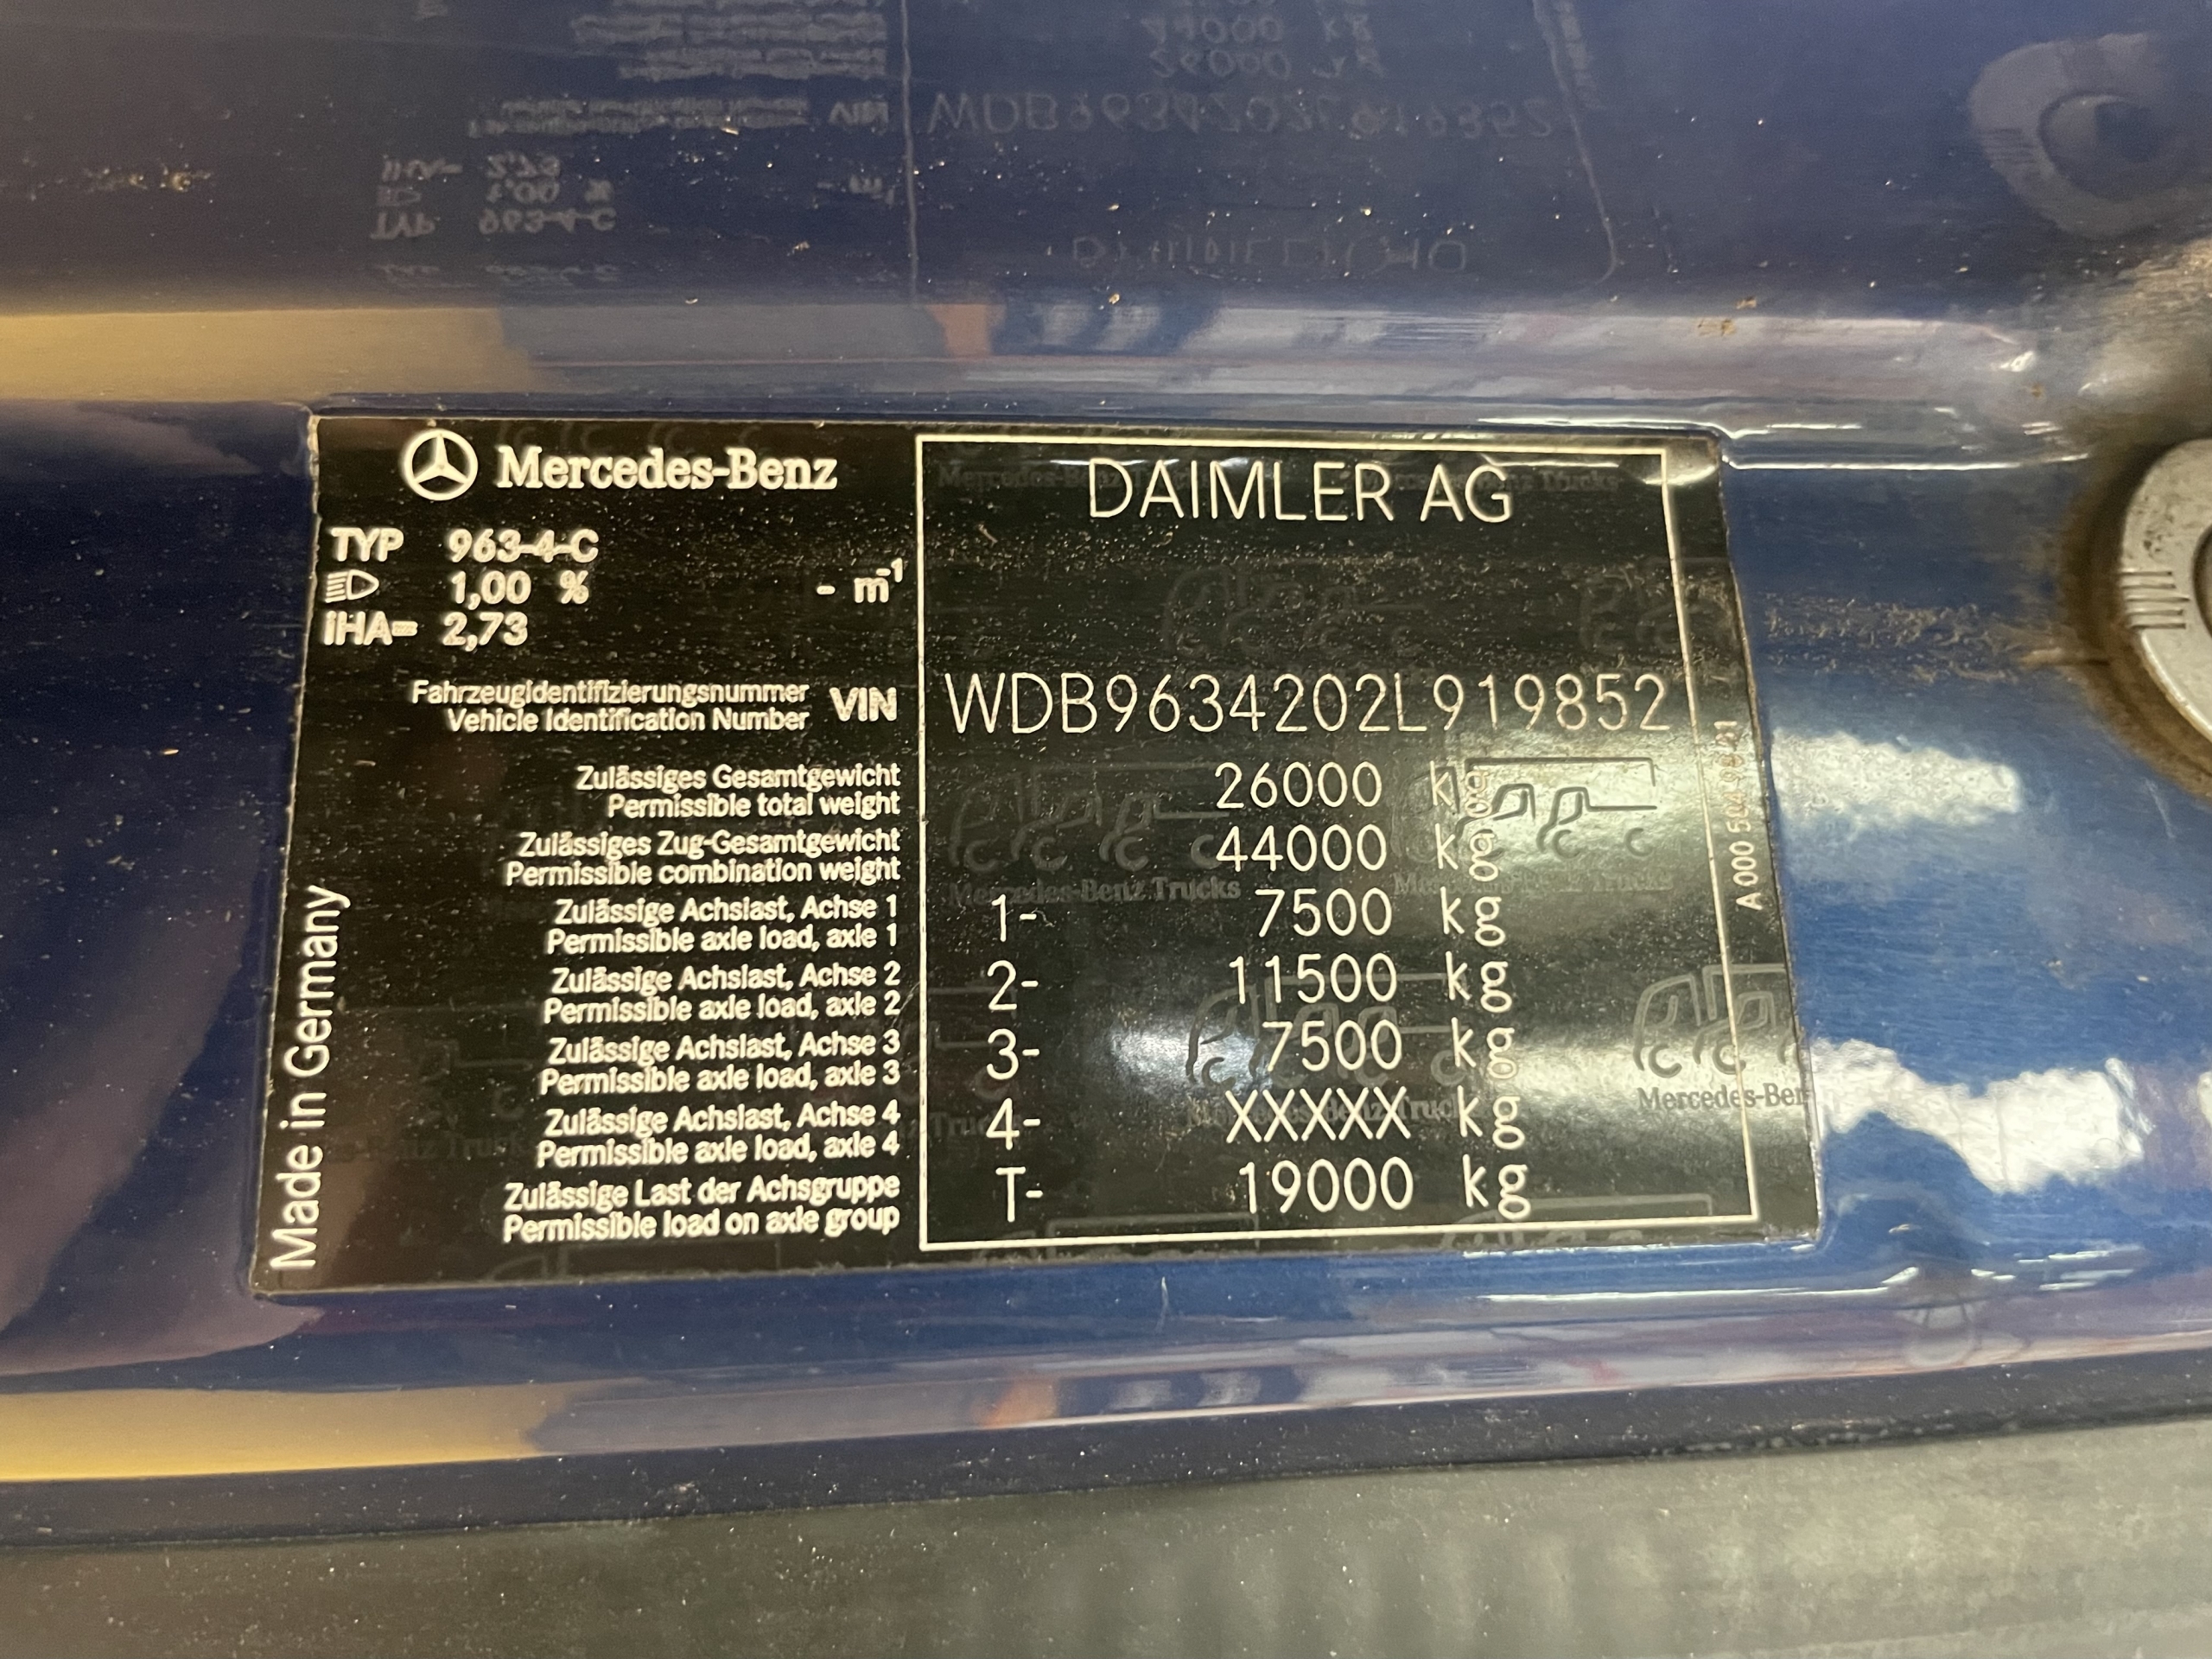 Mercedes-Benz
TYP 963-4-C
1,00 % - m-1
iHA= 2,73
DAIMLER AG
Fahrzeugidentifizierungsnummer
Vehicle Identification Number
VIN WDB9634202L919852
Zulässiges Gesamtgewicht
Permissible total weight
26000 kg
Zulässiges Zug-Gesamtgewicht
Permissible combination weight
44000 kg
Zulässige Achslast, Achse 1
Permissible axle load, axle 1
1- 7500 kg
Zulässige Achslast, Achse 2
Permissible axle load, axle 2
2- 11500 kg
Zulässige Achslast, Achse 3
Permissible axle load, axle 3
3- 7500 kg
Zulässige Achslast, Achse 4
Permissible axle load, axle 4
4- XXXXX kg
Zulässige Last der Achsgruppe
Permissible load on axle group
T- 19000 kg
Made in Germany
A 000
Mercedes-Benz Trucks